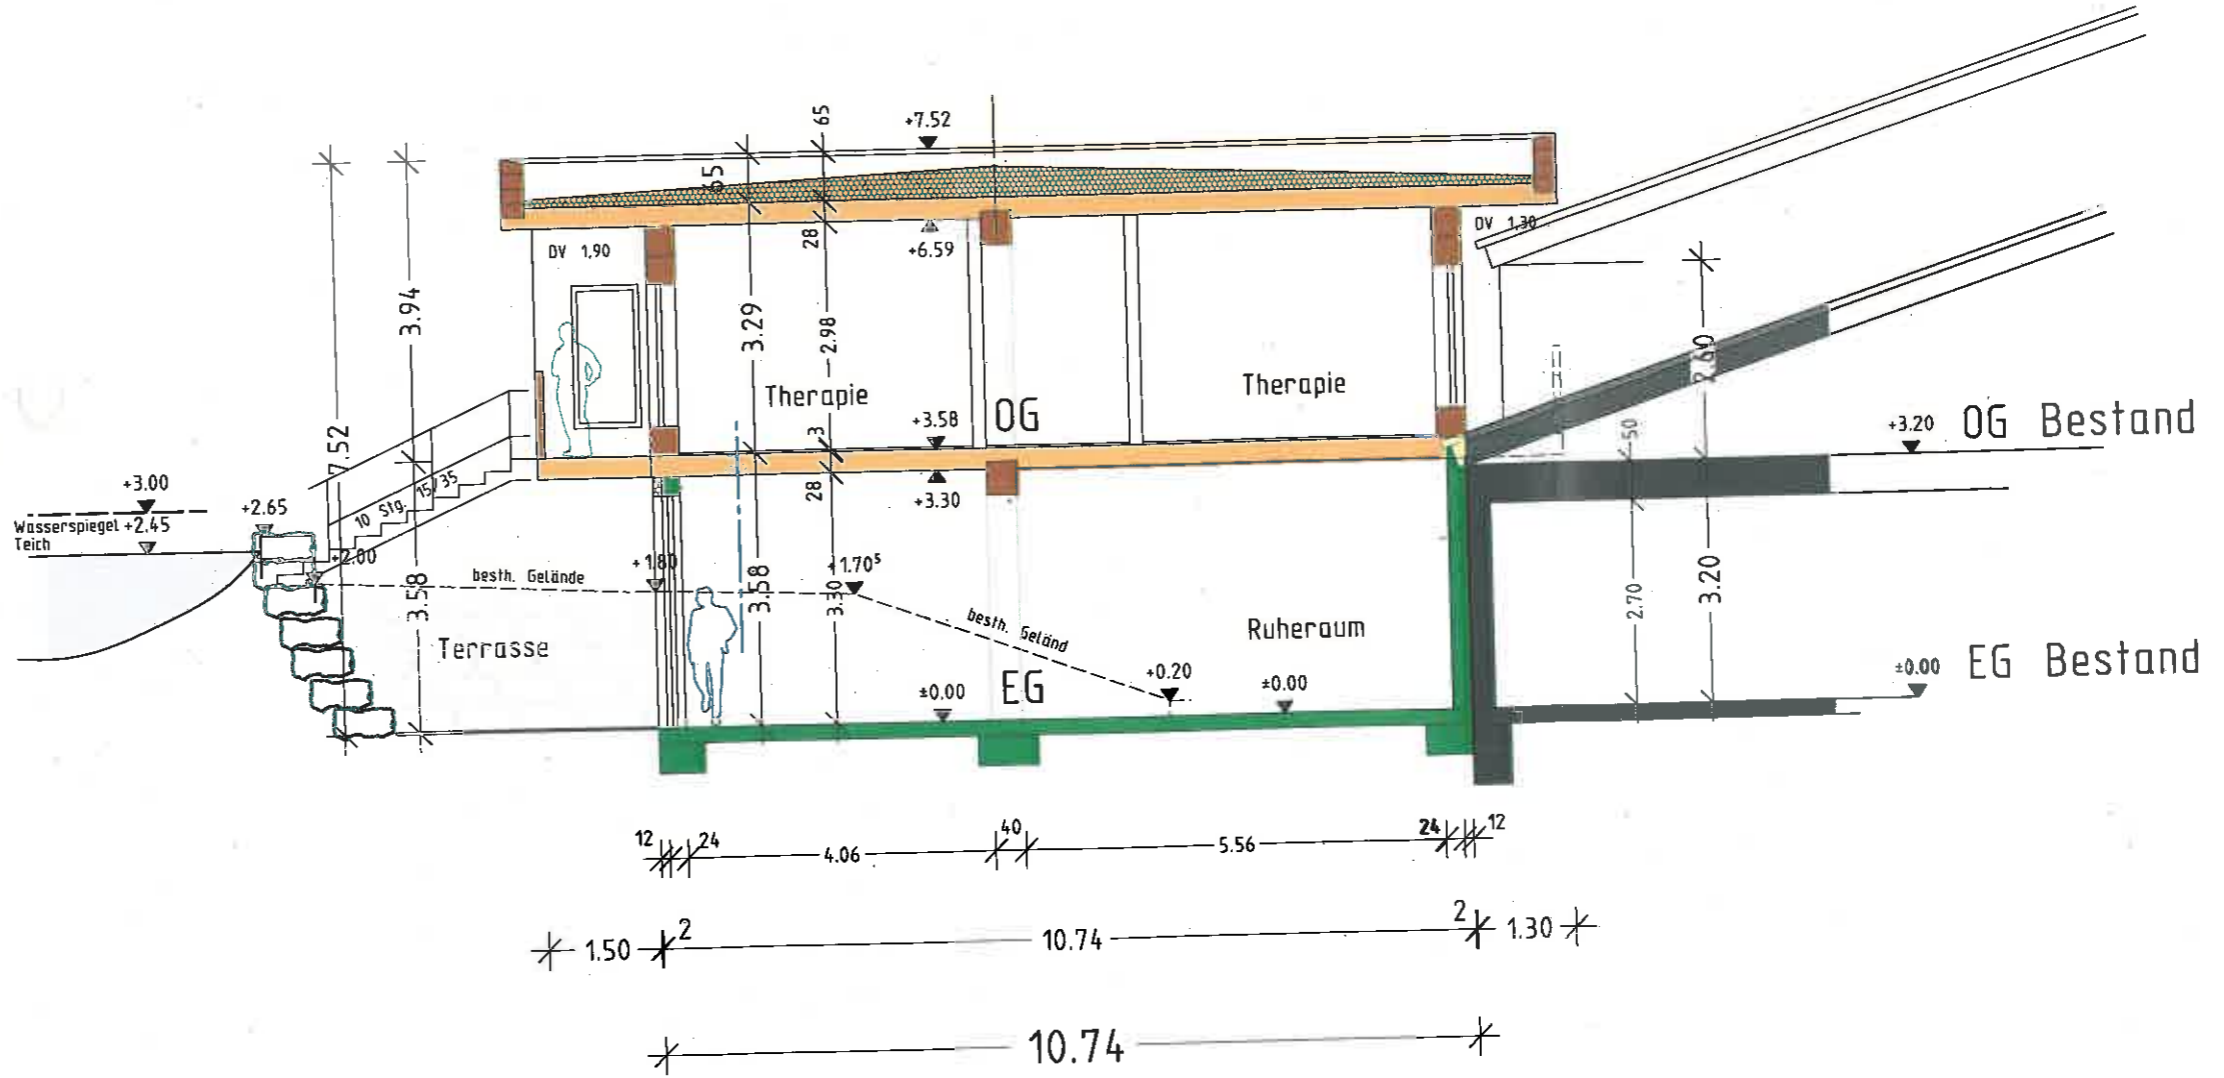 65
+7.52
65
28
+6.59
DV 1,90
DV 1,30
3.94
3.29
2.98
2.60
Therapie
Therapie
OG
+3.58
3
+3.20
OG Bestand
50
7.52
10 Stg. 15/35
28
+3.30
+3.00
+2.65
Wasserspiegel +2.45
Teich
+2.00
besth. Gelände
+1.80
1.70⁵
3.58
3.58
3.30
2.70
3.20
besth. Geländ
Terrasse
Ruheraum
+0.20
±0.00
EG
±0.00
±0.00
EG Bestand
12
24
4.06
40
5.56
24
12
1.50
2
10.74
2
1.30
10.74